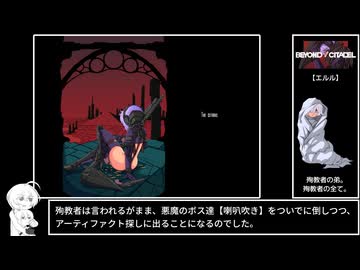 BEYOND CITADEL
【エルル】
殉教者の弟。
殉教者の全て。
殉教者は言われるがまま、悪魔のボス達【喇叭吹き】をついでに倒しつつ、
アーティファクト探しに出ることになるのでした。